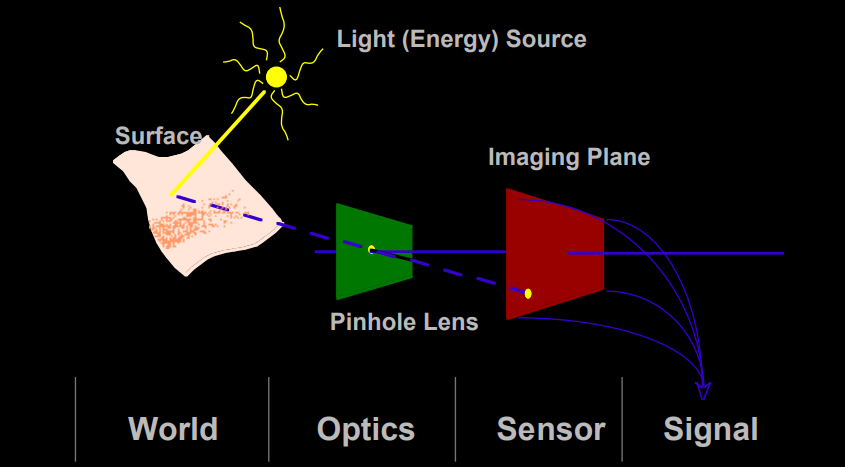 Light (Energy) Source
Surface
Imaging Plane
Pinhole Lens
World
Optics
Sensor
Signal